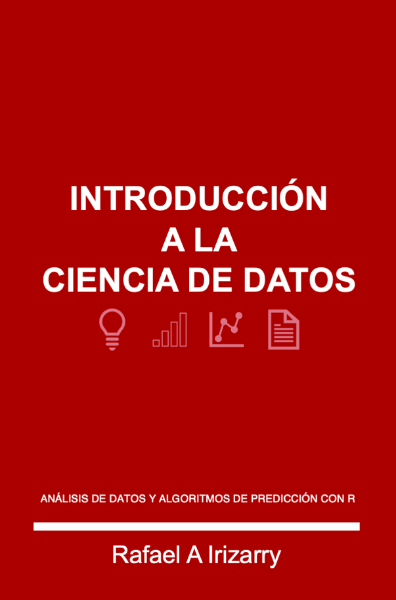 INTRODUCCIÓN
A LA
CIENCIA DE DATOS
ANÁLISIS DE DATOS Y ALGORITMOS DE PREDICCIÓN CON R
Rafael A Irizarry